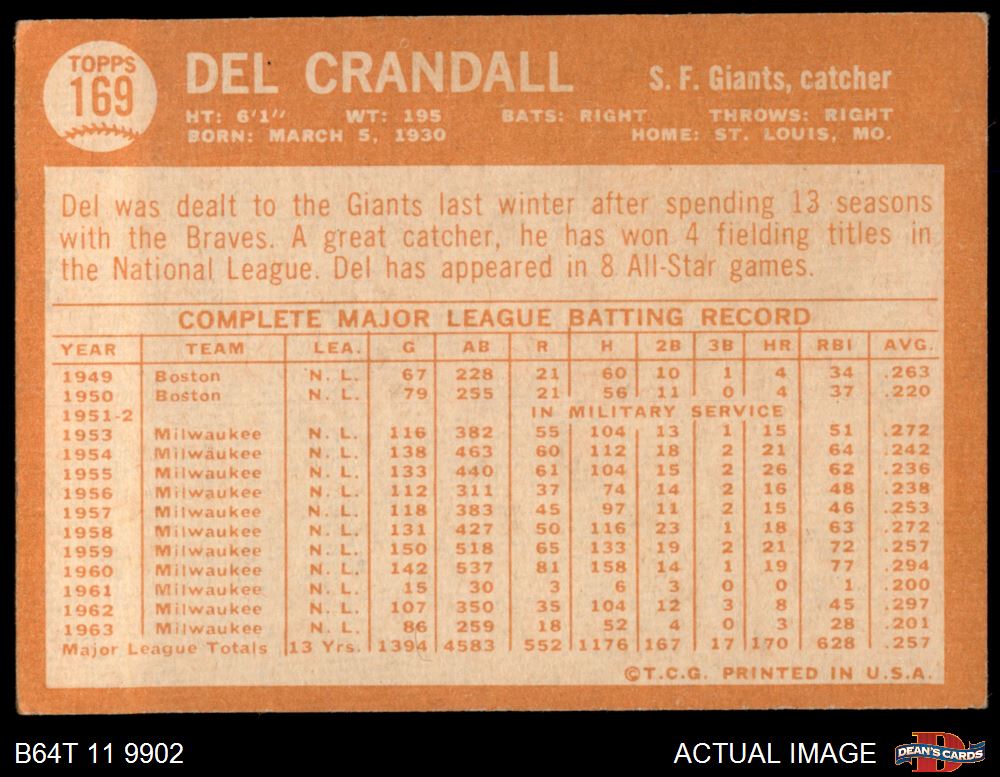 TOPPS
169
DEL CRANDALL
S. F. Giants, catcher
HT: 6'1" WT: 195 BATS: RIGHT THROWS: RIGHT
BORN: MARCH 5, 1930 HOME: ST. LOUIS, MO.
Del was dealt to the Giants last winter after spending 13 seasons
with the Braves. A great catcher, he has won 4 fielding titles in
the National League. Del has appeared in 8 All-Star games.
COMPLETE MAJOR LEAGUE BATTING RECORD
YEAR TEAM LEA. G AB R H 2B 3B HR RBI AVG.
1949 Boston N. L. 67 228 21 60 10 1 4 34 .263
1950 Boston N. L. 79 255 21 56 11 0 4 37 .220
1951-2 IN MILITARY SERVICE
1953 Milwaukee N. L. 116 382 55 104 13 1 15 51 .272
1954 Milwaukee N. L. 138 463 60 112 18 2 21 64 .242
1955 Milwaukee N. L. 133 440 61 104 15 2 26 62 .236
1956 Milwaukee N. L. 112 311 37 74 14 2 16 48 .238
1957 Milwaukee N. L. 118 383 45 97 11 2 15 46 .253
1958 Milwaukee N. L. 131 427 50 116 23 1 18 63 .272
1959 Milwaukee N. L. 150 518 65 133 19 2 21 72 .257
1960 Milwaukee N. L. 142 537 81 158 14 1 19 77 .294
1961 Milwaukee N. L. 15 30 3 6 3 0 0 1 .200
1962 Milwaukee N. L. 107 350 35 104 12 3 8 45 .297
1963 Milwaukee N. L. 86 259 18 52 4 0 3 28 .201
Major League Totals 13 Yrs. 1394 4583 552 1176 167 17 170 628 .257
©T.C.G. PRINTED IN U.S.A.
B64T 11 9902
ACTUAL IMAGE
D
DEAN'S CARDS